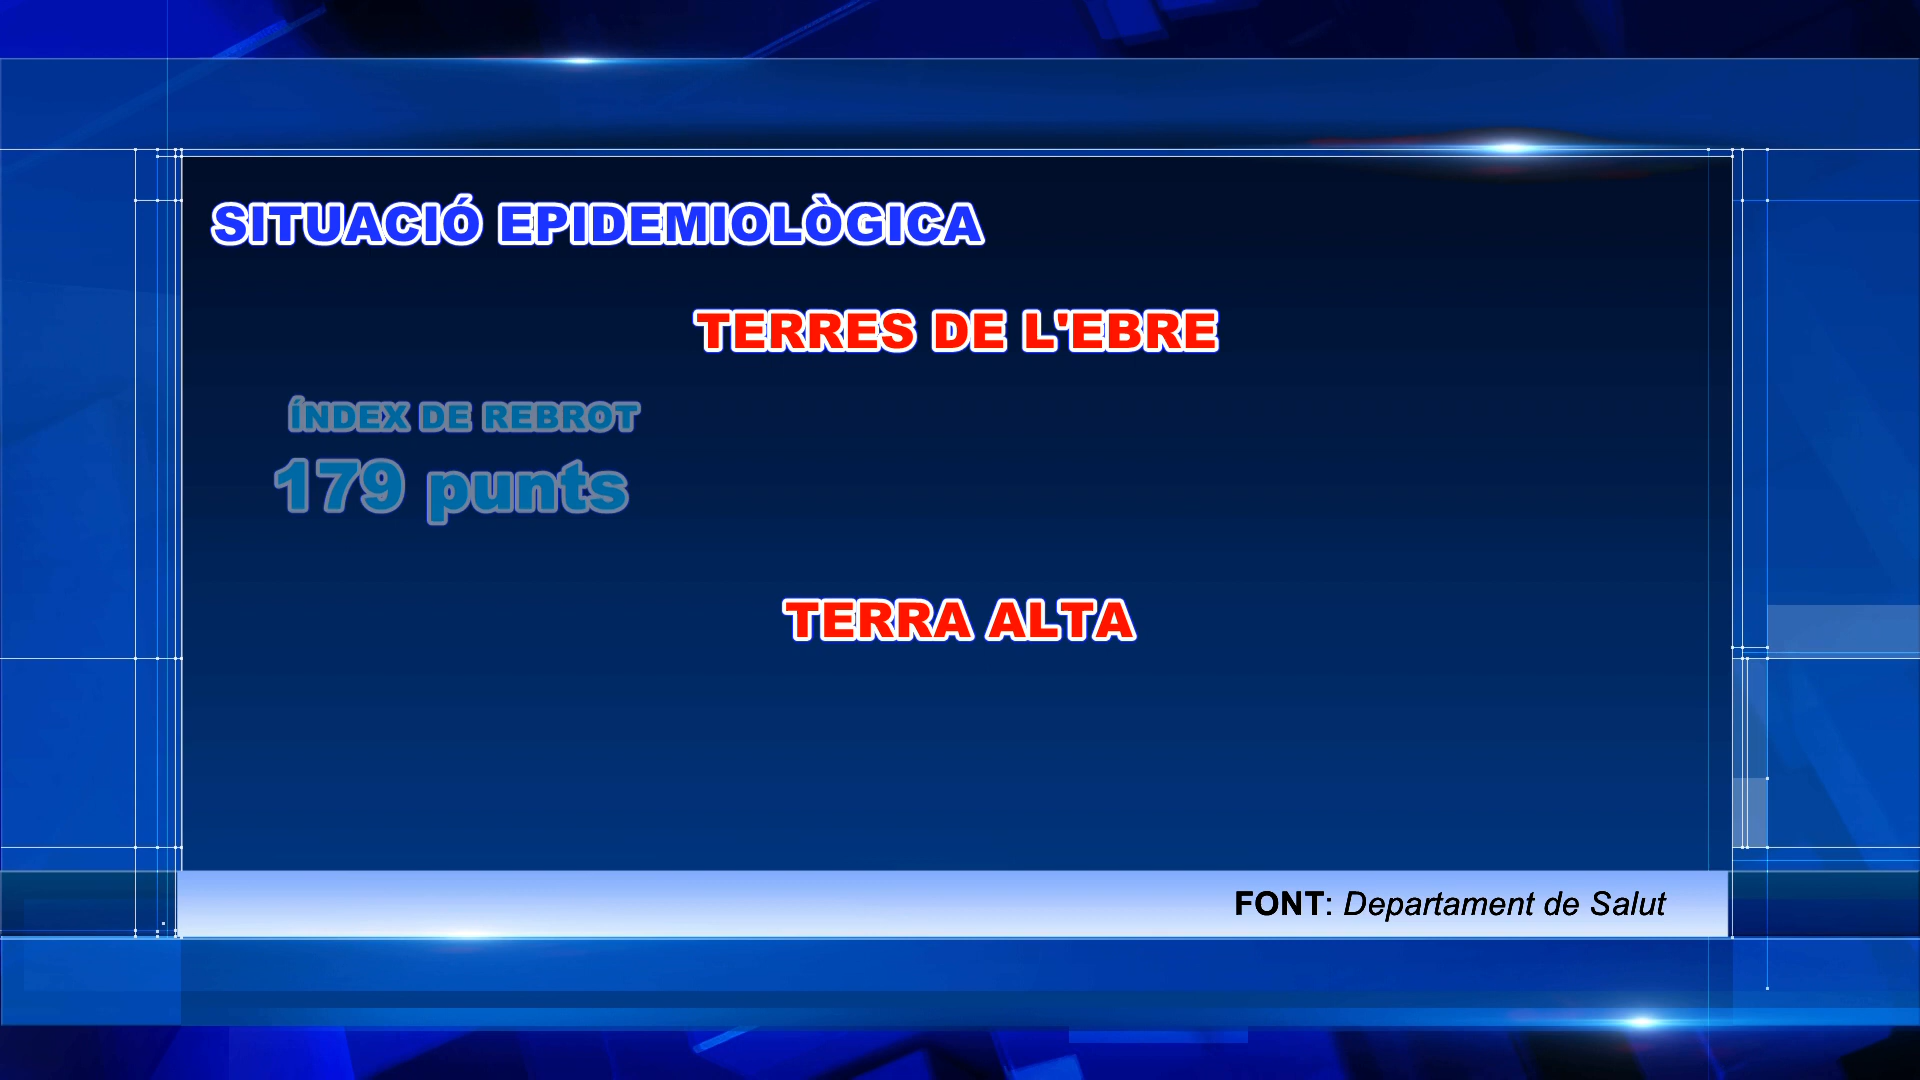 SITUACIÓ EPIDEMIOLÒGICA
TERRES DE L'EBRE
ÍNDEX DE REBROT
179 punts
TERRA ALTA
FONT: Departament de Salut